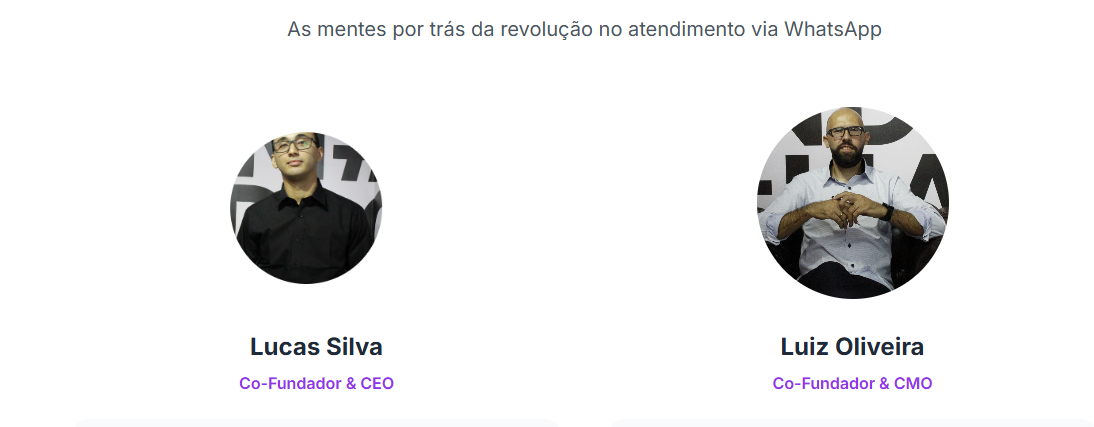 As mentes por trás da revolução no atendimento via WhatsApp
Lucas Silva
Luiz Oliveira
Co-Fundador & CEO
Co-Fundador & CMO